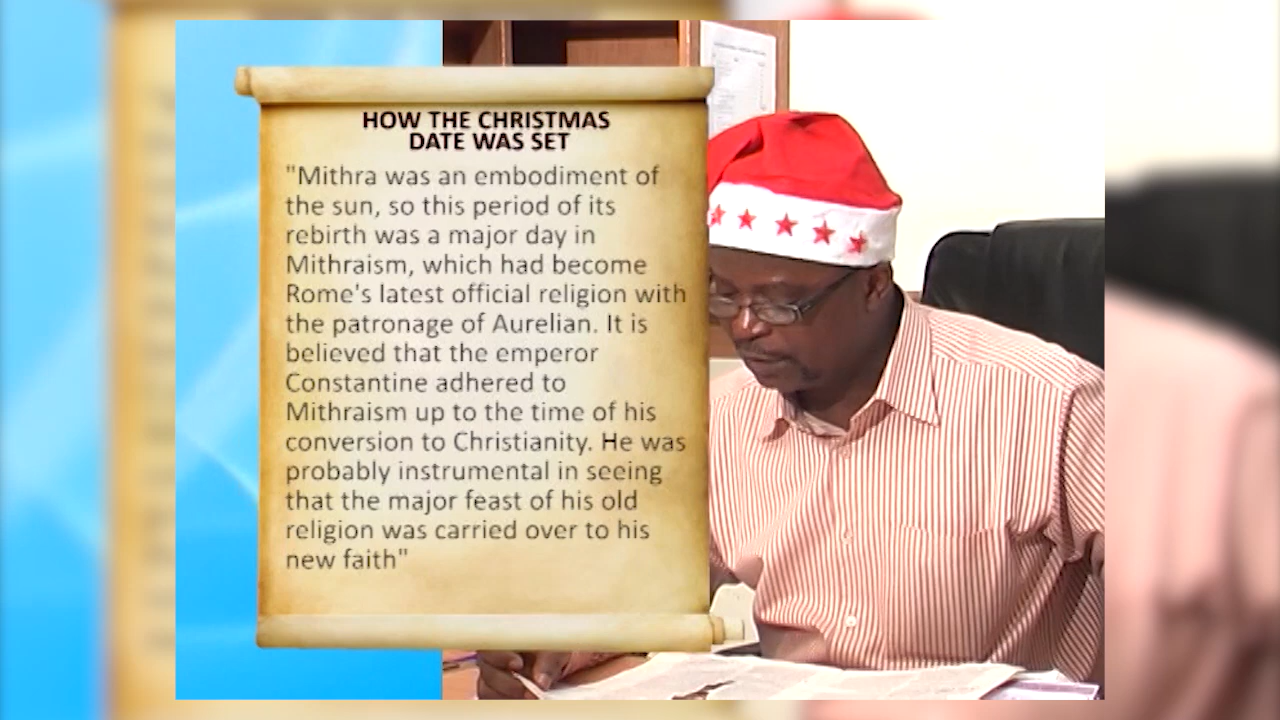 HOW THE CHRISTMAS
DATE WAS SET
"Mithra was an embodiment of
the sun, so this period of its
rebirth was a major day in
Mithraism, which had become
Rome's latest official religion with
the patronage of Aurelian. It is
believed that the emperor
Constantine adhered to
Mithraism up to the time of his
conversion to Christianity. He was
probably instrumental in seeing
that the major feast of his old
religion was carried over to his
new faith"